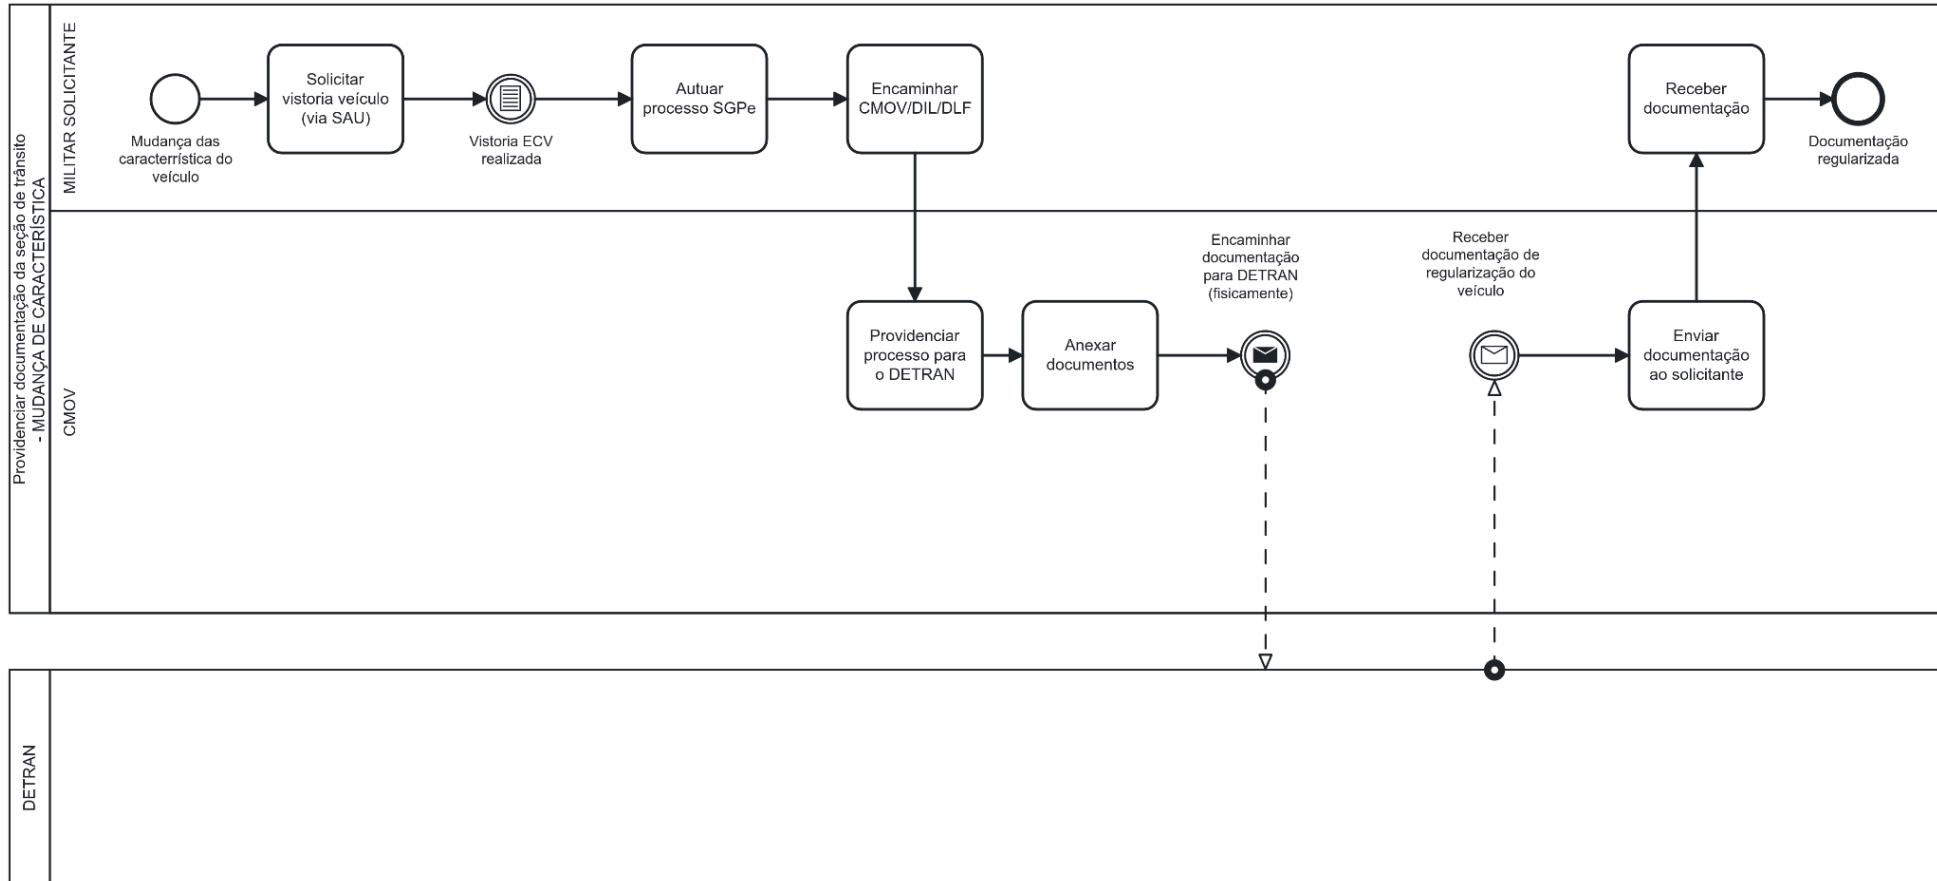 Providenciar documentação da seção de trânsito
- MUDANÇA DE CARACTERÍSTICA
MILITAR SOLICITANTE
Mudança das
caracterrística do
veículo
Solicitar
vistoria veículo
(via SAU)
Vistoria ECV
realizada
Autuar
processo SGPe
Encaminhar
CMOV/DIL/DLF
Receber
documentação
Documentação
regularizada
CMOV
Providenciar
processo para
o DETRAN
Anexar
documentos
Encaminhar
documentação
para DETRAN
(fisicamente)
Receber
documentação de
regularização do
veículo
Enviar
documentação
ao solicitante
DETRAN